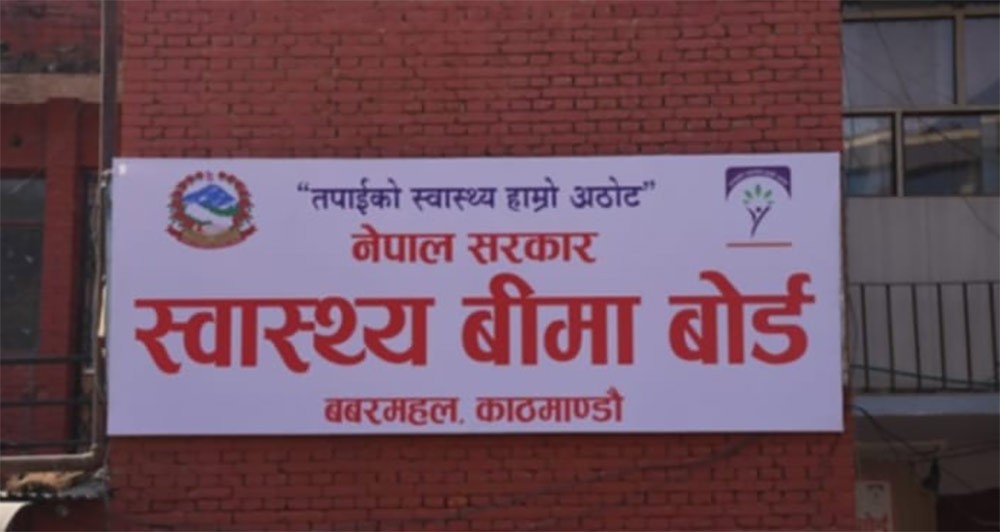 “तपाईको स्वास्थ्य हाम्रो अठोट”
नेपाल सरकार
स्वास्थ्य बीमा बोर्ड
बबरमहल, काठमाण्डौ